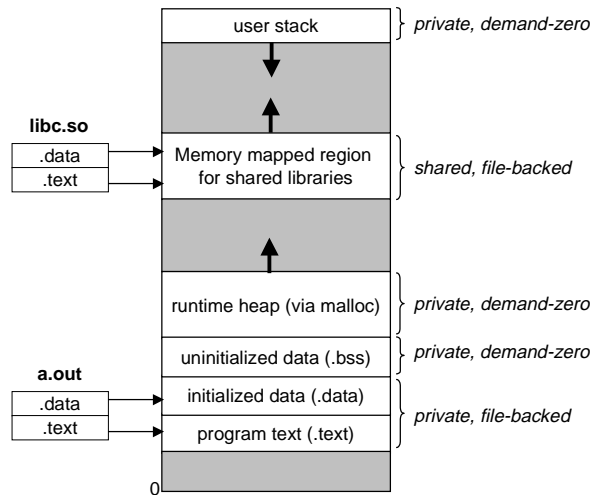 user stack
private, demand-zero
libc.so
.data
.text
Memory mapped region
for shared libraries
shared, file-backed
runtime heap (via malloc)
private, demand-zero
uninitialized data (.bss)
private, demand-zero
a.out
.data
.text
initialized data (.data)
program text (.text)
private, file-backed
0